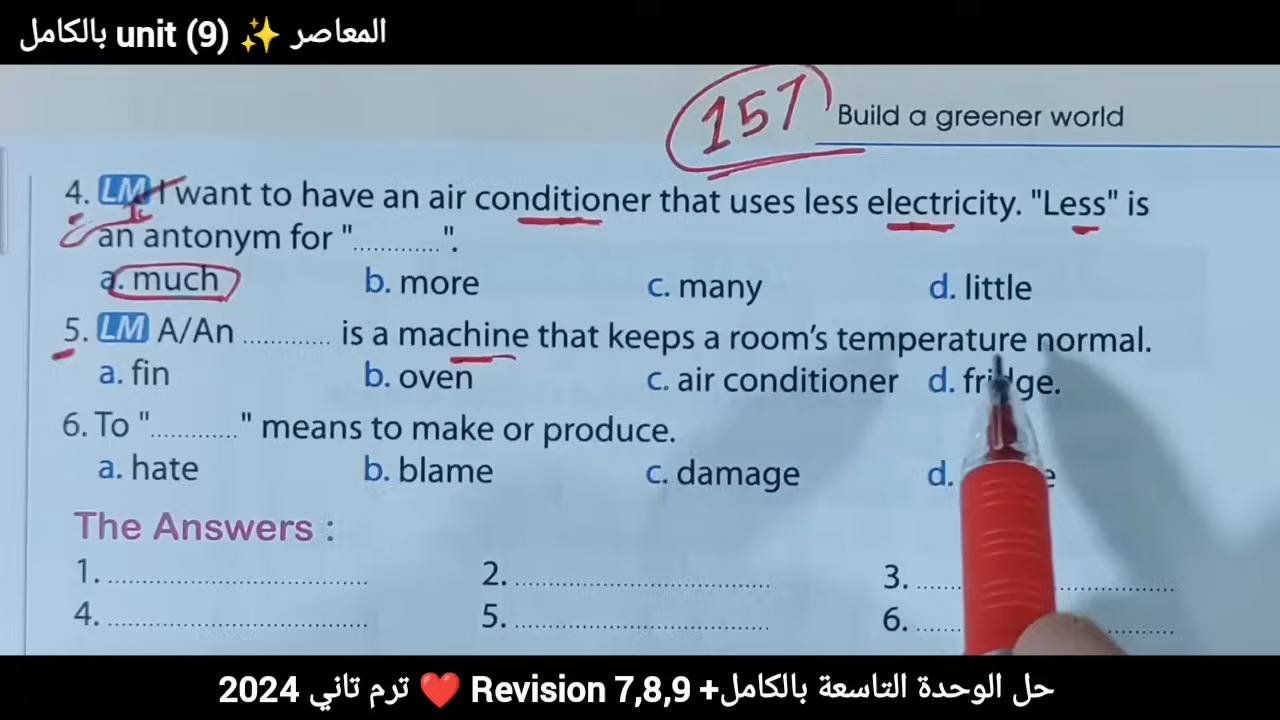 المعاصر ✨ unit (9) بالكامل
157
Build a greener world
4. LM I want to have an air conditioner that uses less electricity. "Less" is
an antonym for "............".
a. much b. more c. many d. little
5. LM A/An ............ is a machine that keeps a room's temperature normal.
a. fin b. oven c. air conditioner d. fridge.
6. To "............" means to make or produce.
a. hate b. blame c. damage d.
The Answers :
1. .................... 2. .................... 3. ....................
4. .................... 5. .................... 6. ....................
حل الوحدة التاسعة بالكامل+ Revision 7,8,9 ❤️ ترم تاني 2024